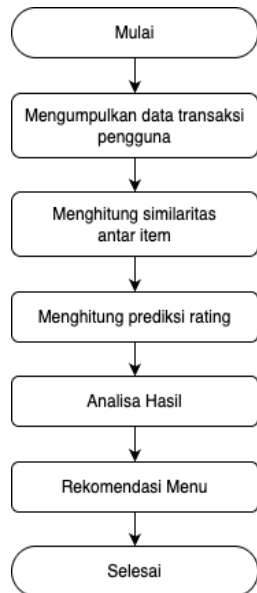 Mulai
Mengumpulkan data transaksi
pengguna
Menghitung similaritas
antar item
Menghitung prediksi rating
Analisa Hasil
Rekomendasi Menu
Selesai